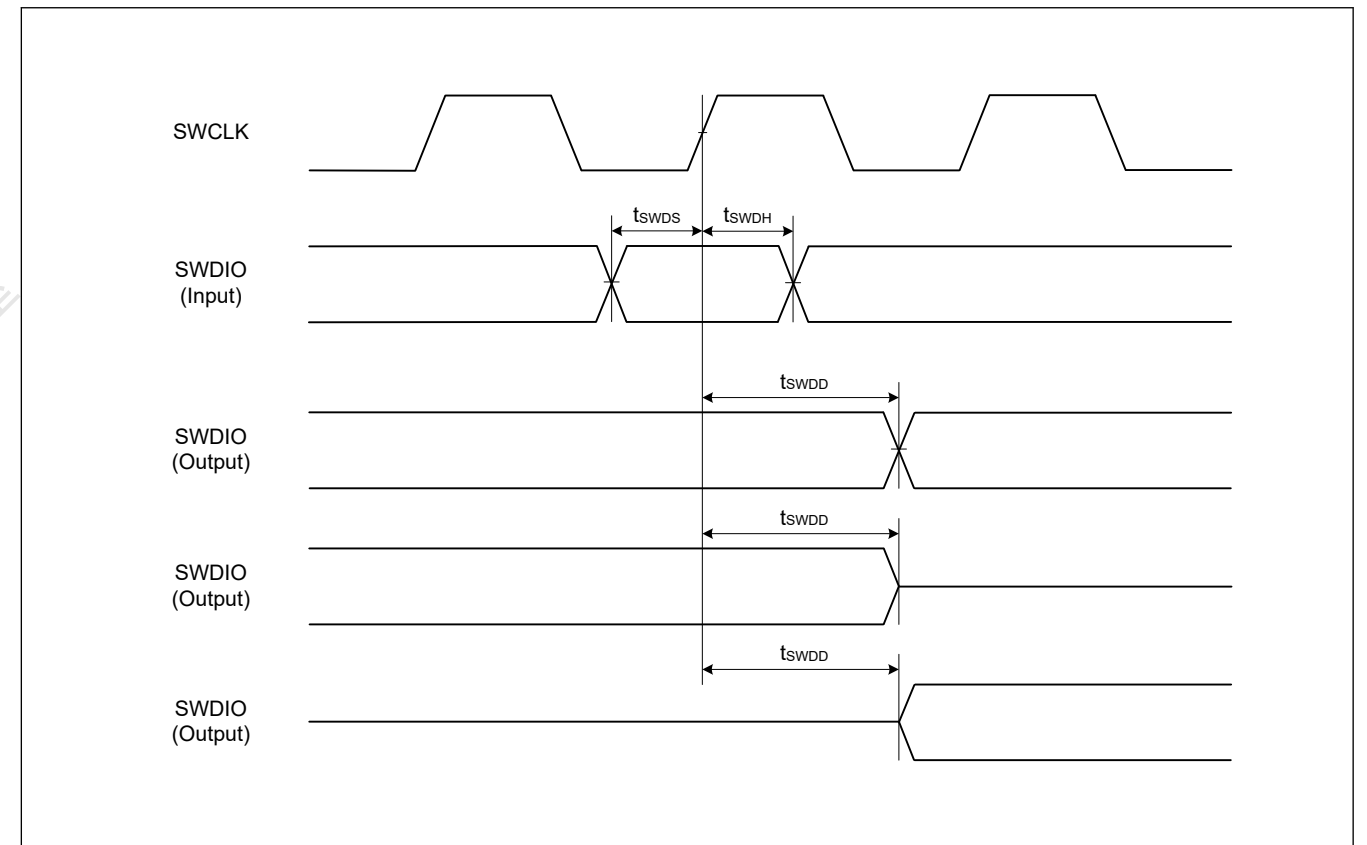 SWCLK
tSWDS
tSWDH
SWDIO
(Input)
tSWDD
SWDIO
(Output)
tSWDD
SWDIO
(Output)
tSWDD
SWDIO
(Output)